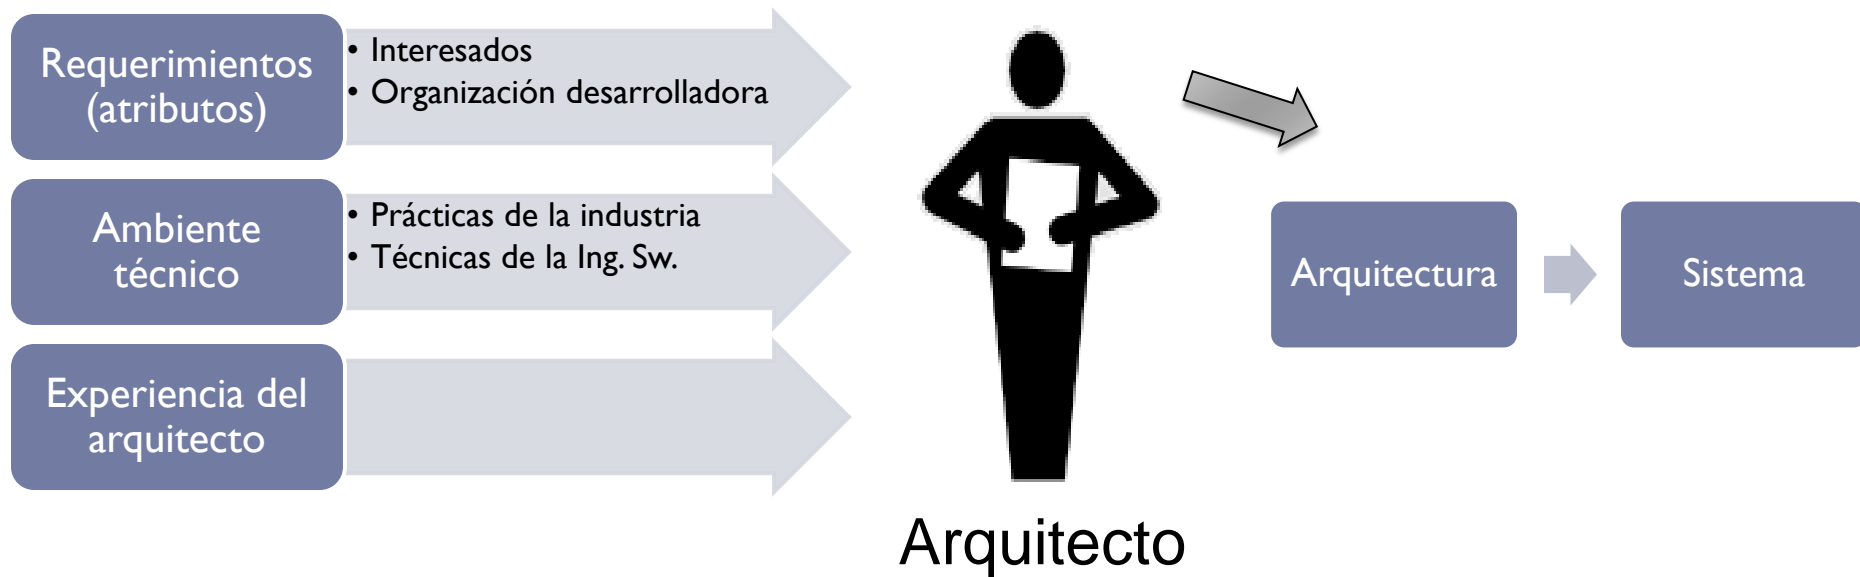 Requerimientos
(atributos)
• Interesados
• Organización desarrolladora
Ambiente
técnico
• Prácticas de la industria
• Técnicas de la Ing. Sw.
Experiencia del
arquitecto
Arquitecto
Arquitectura
Sistema